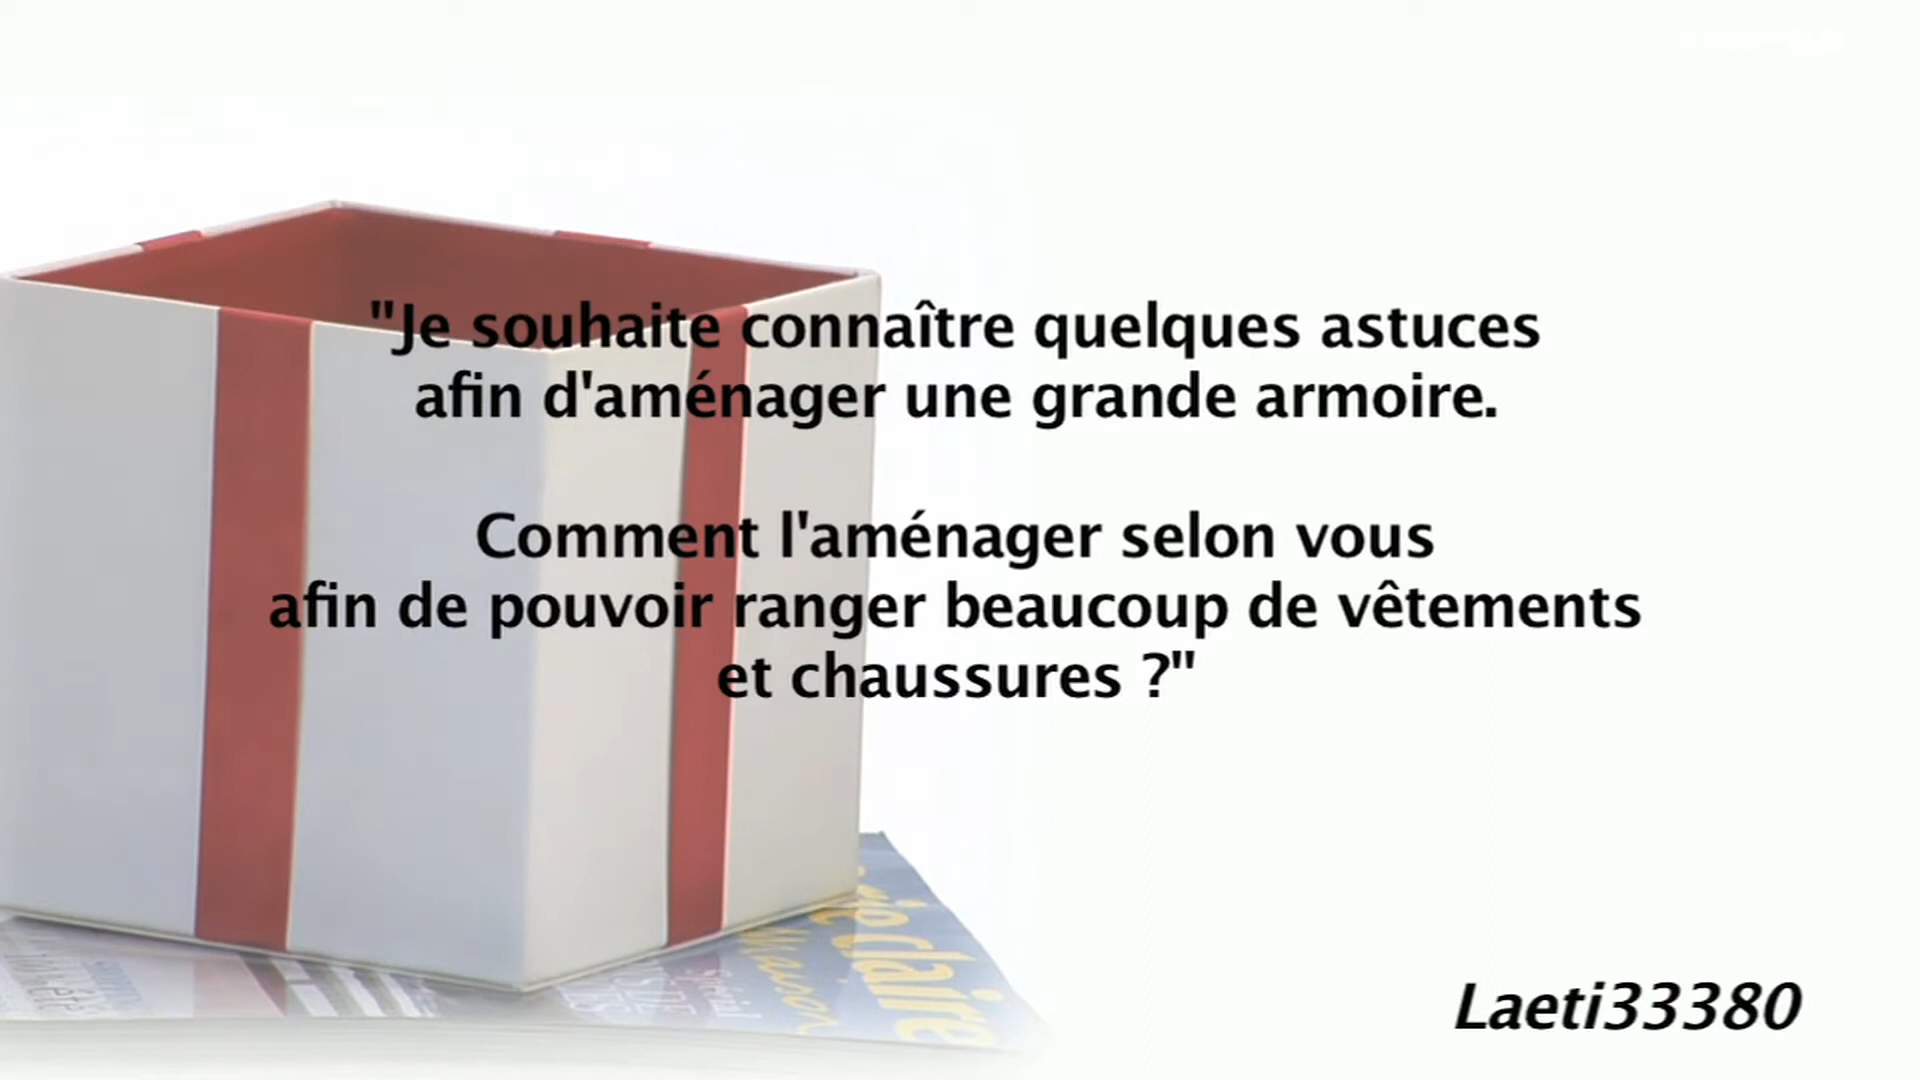 "Je souhaite connaître quelques astuces
afin d'aménager une grande armoire.
Comment l'aménager selon vous
afin de pouvoir ranger beaucoup de vêtements
et chaussures ?"
Maison
Laeti33380